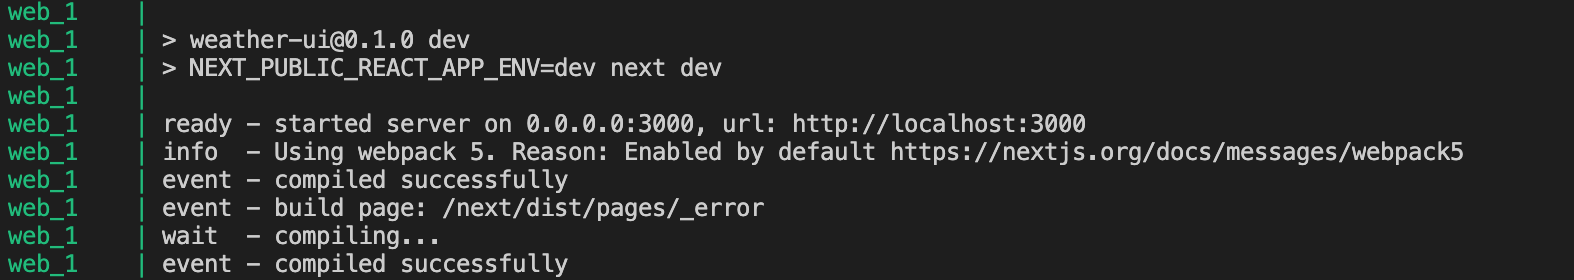 web_1 |
web_1 | > weather-ui@0.1.0 dev
web_1 | > NEXT_PUBLIC_REACT_APP_ENV=dev next dev
web_1 |
web_1 | ready - started server on 0.0.0.0:3000, url: http://localhost:3000
web_1 | info  - Using webpack 5. Reason: Enabled by default https://nextjs.org/docs/messages/webpack5
web_1 | event - compiled successfully
web_1 | event - build page: /next/dist/pages/_error
web_1 | wait  - compiling...
web_1 | event - compiled successfully